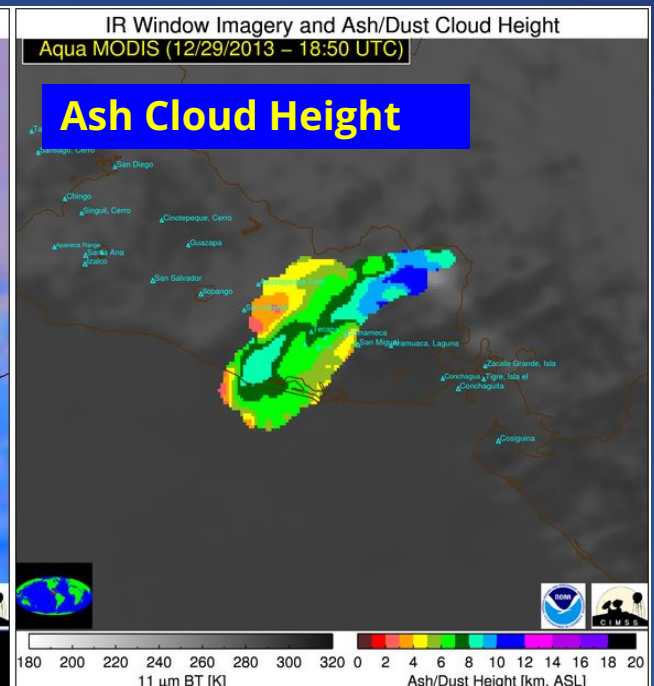 IR Window Imagery and Ash/Dust Cloud Height
Aqua MODIS (12/29/2013 – 18:50 UTC)
Ash Cloud Height
Santiago, Cerro
San Diego
Chingo
Singuil, Cerro
Cinotepeque, Cerro
Apaneca Range
Santa Ana
Izalco
Guazapa
San Salvador
Ilopango
Tecapa
San Miguel
Aramuaca, Laguna
Zacate Grande, Isla
Conchagua
Tigre, Isla el
Conchaguita
Cosiguina
NOAA
CIMSS
180 200 220 240 260 280 300 320
11 µm BT [K]
0 2 4 6 8 10 12 14 16 18 20
Ash/Dust Height [km, ASL]